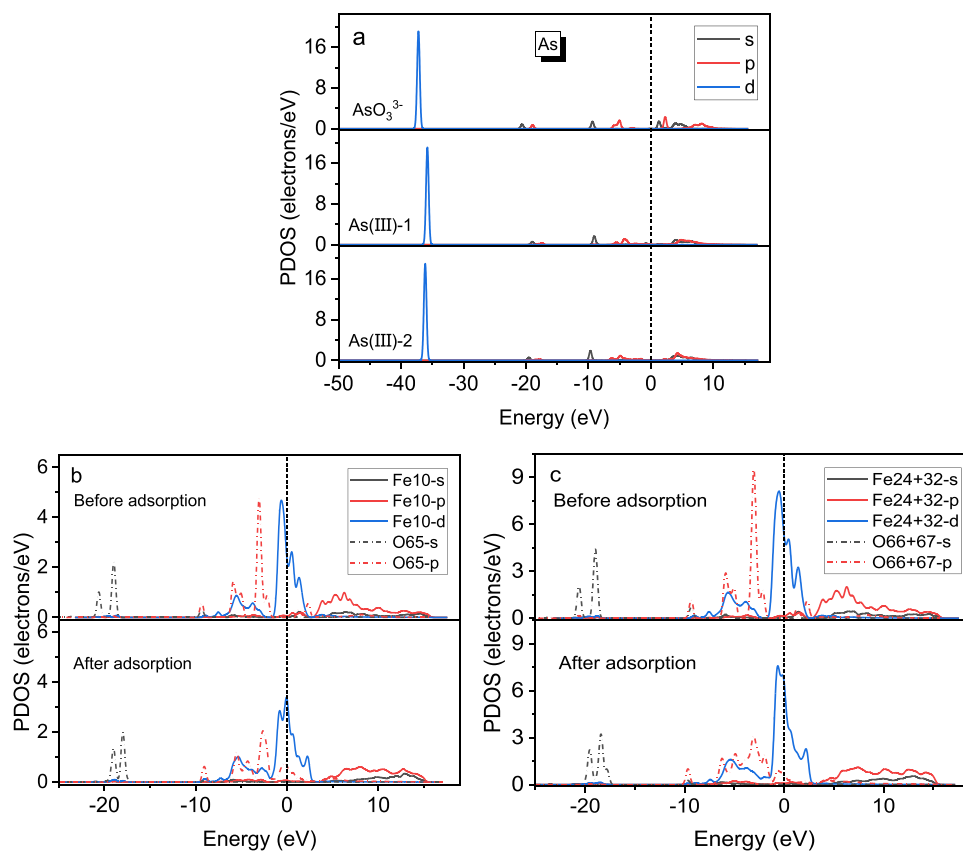 a
As
s
p
d
AsO₃³⁻
16
8
0
As(III)-1
16
8
0
As(III)-2
16
8
0
PDOS (electrons/eV)
-50 -40 -30 -20 -10 0 10
Energy (eV)
b
Before adsorption
Fe10-s
Fe10-p
Fe10-d
O65-s
O65-p
6
4
2
0
After adsorption
6
4
2
0
PDOS (electrons/eV)
-20 -10 0 10
Energy (eV)
c
Before adsorption
Fe24+32-s
Fe24+32-p
Fe24+32-d
O66+67-s
O66+67-p
9
6
3
0
After adsorption
9
6
3
0
PDOS (electrons/eV)
-20 -10 0 10
Energy (eV)